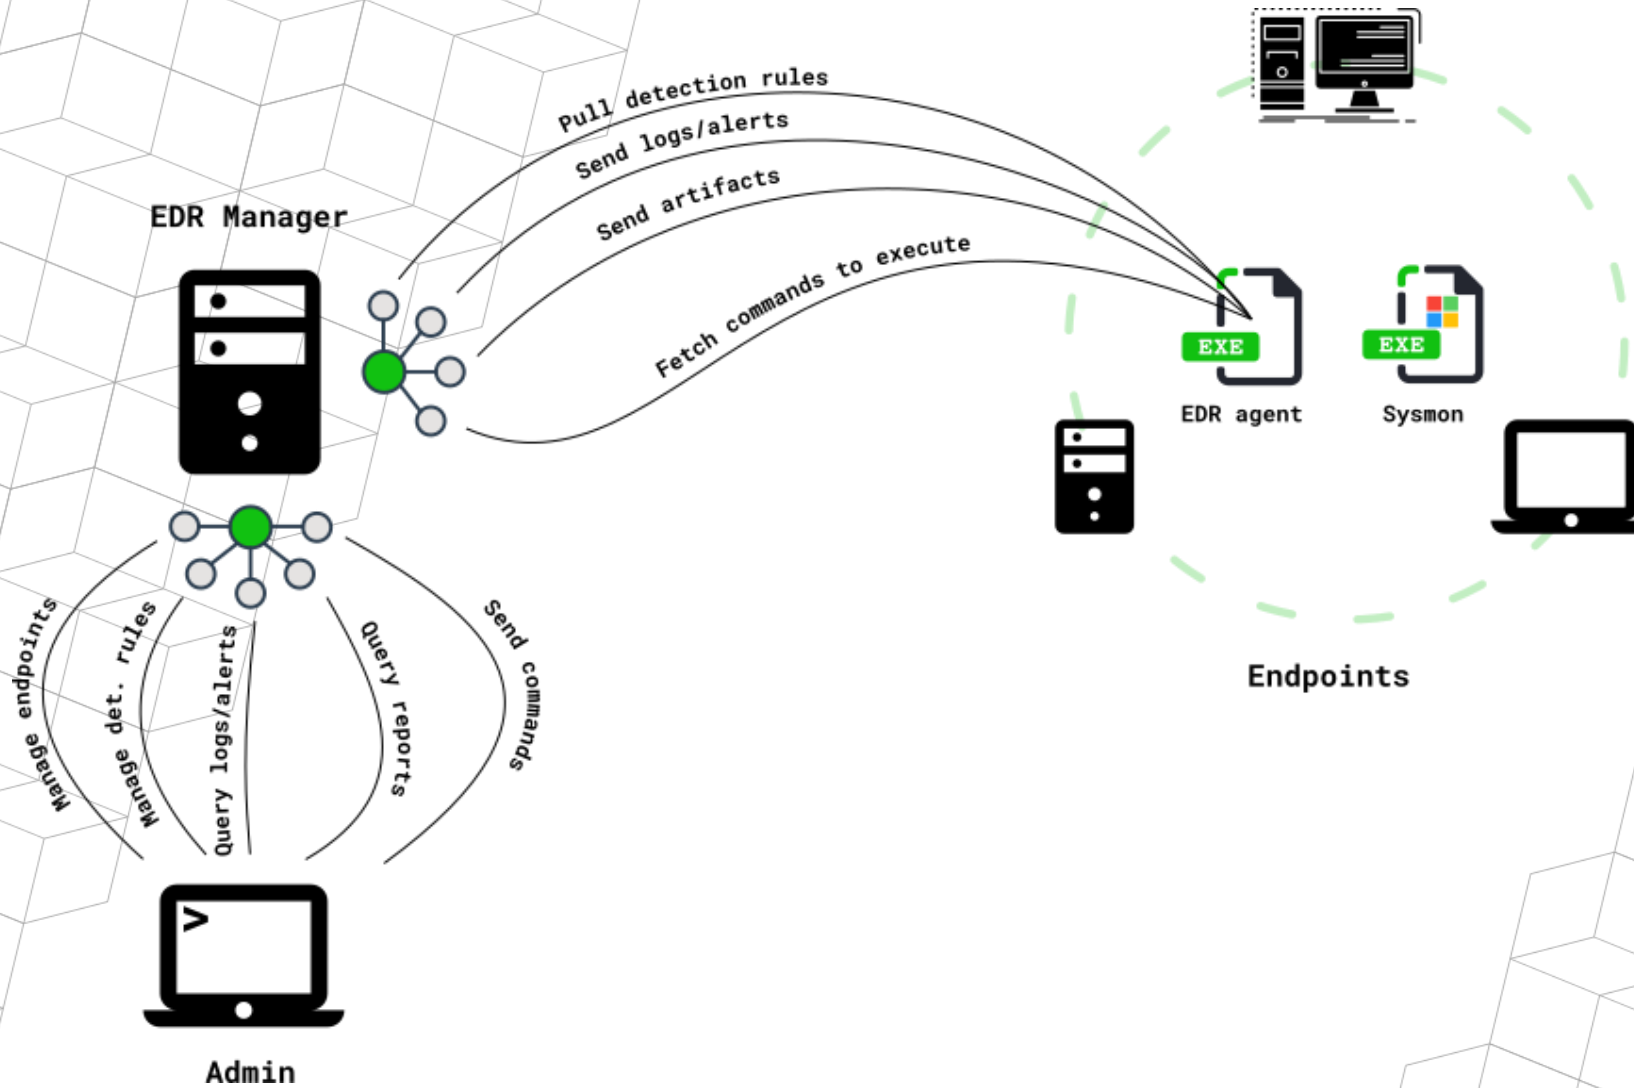 Pull detection rules
Send logs/alerts
Send artifacts
Fetch commands to execute
EDR Manager
EXE
EXE
EDR agent
Sysmon
Endpoints
Manage endpoints
Manage det. rules
Query logs/alerts
Query reports
Send commands
>
Admin